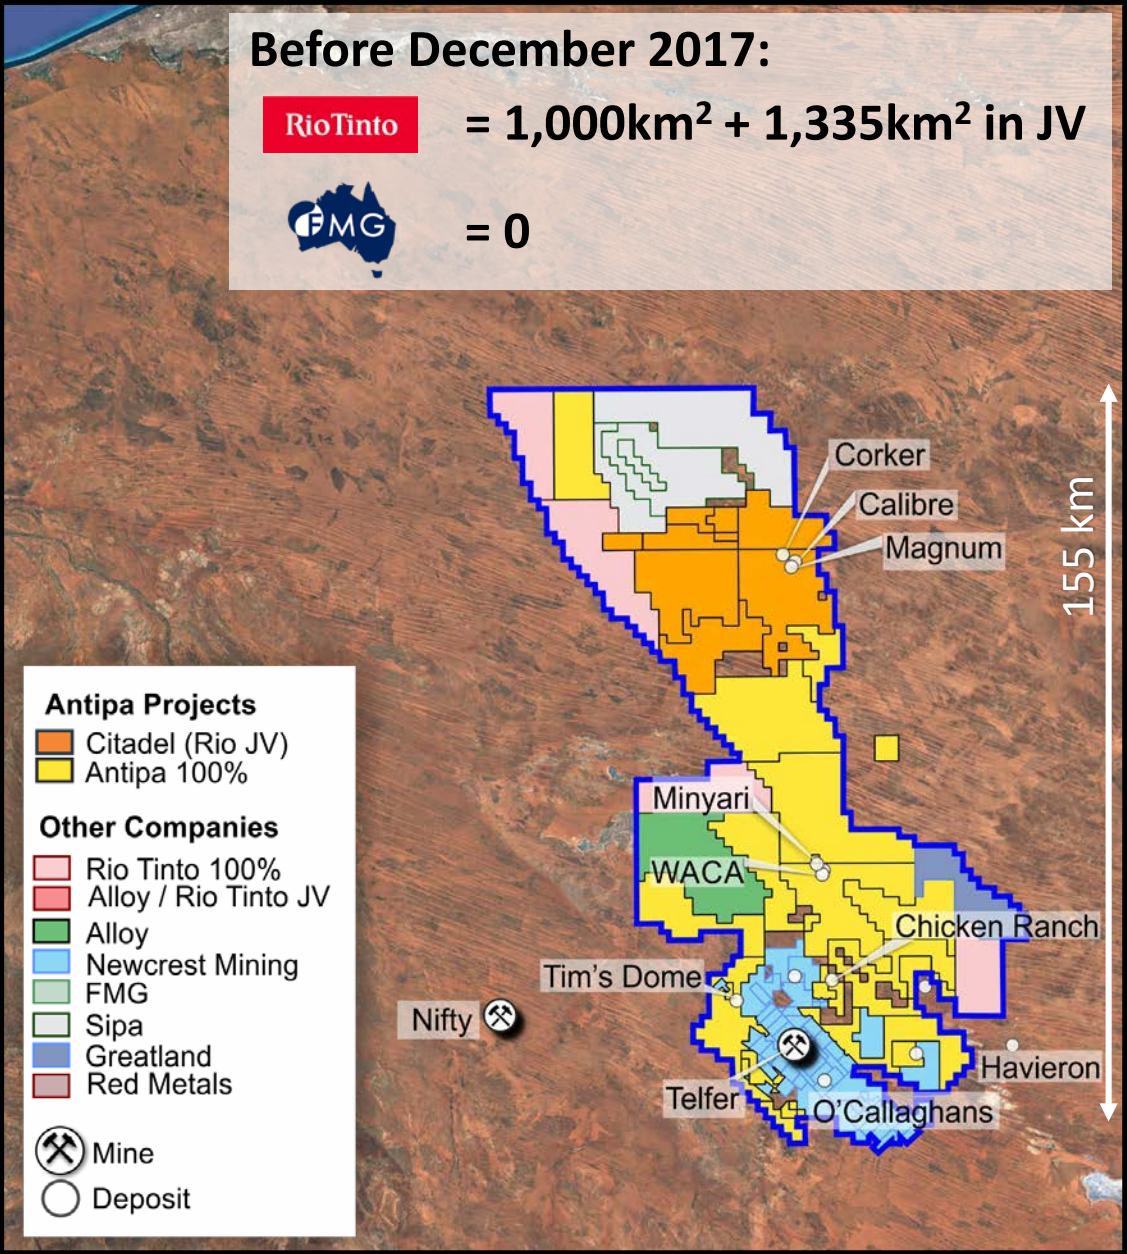 Before December 2017:
RioTinto = 1,000km² + 1,335km² in JV
FMG = 0
Corker
Calibre
Magnum
155 km
Antipa Projects
Citadel (Rio JV)
Antipa 100%
Other Companies
Rio Tinto 100%
Alloy / Rio Tinto JV
Alloy
Newcrest Mining
FMG
Sipa
Greatland
Red Metals
Mine
Deposit
Minyari
WACA
Chicken Ranch
Tim's Dome
Nifty
Havieron
Telfer
O'Callaghans